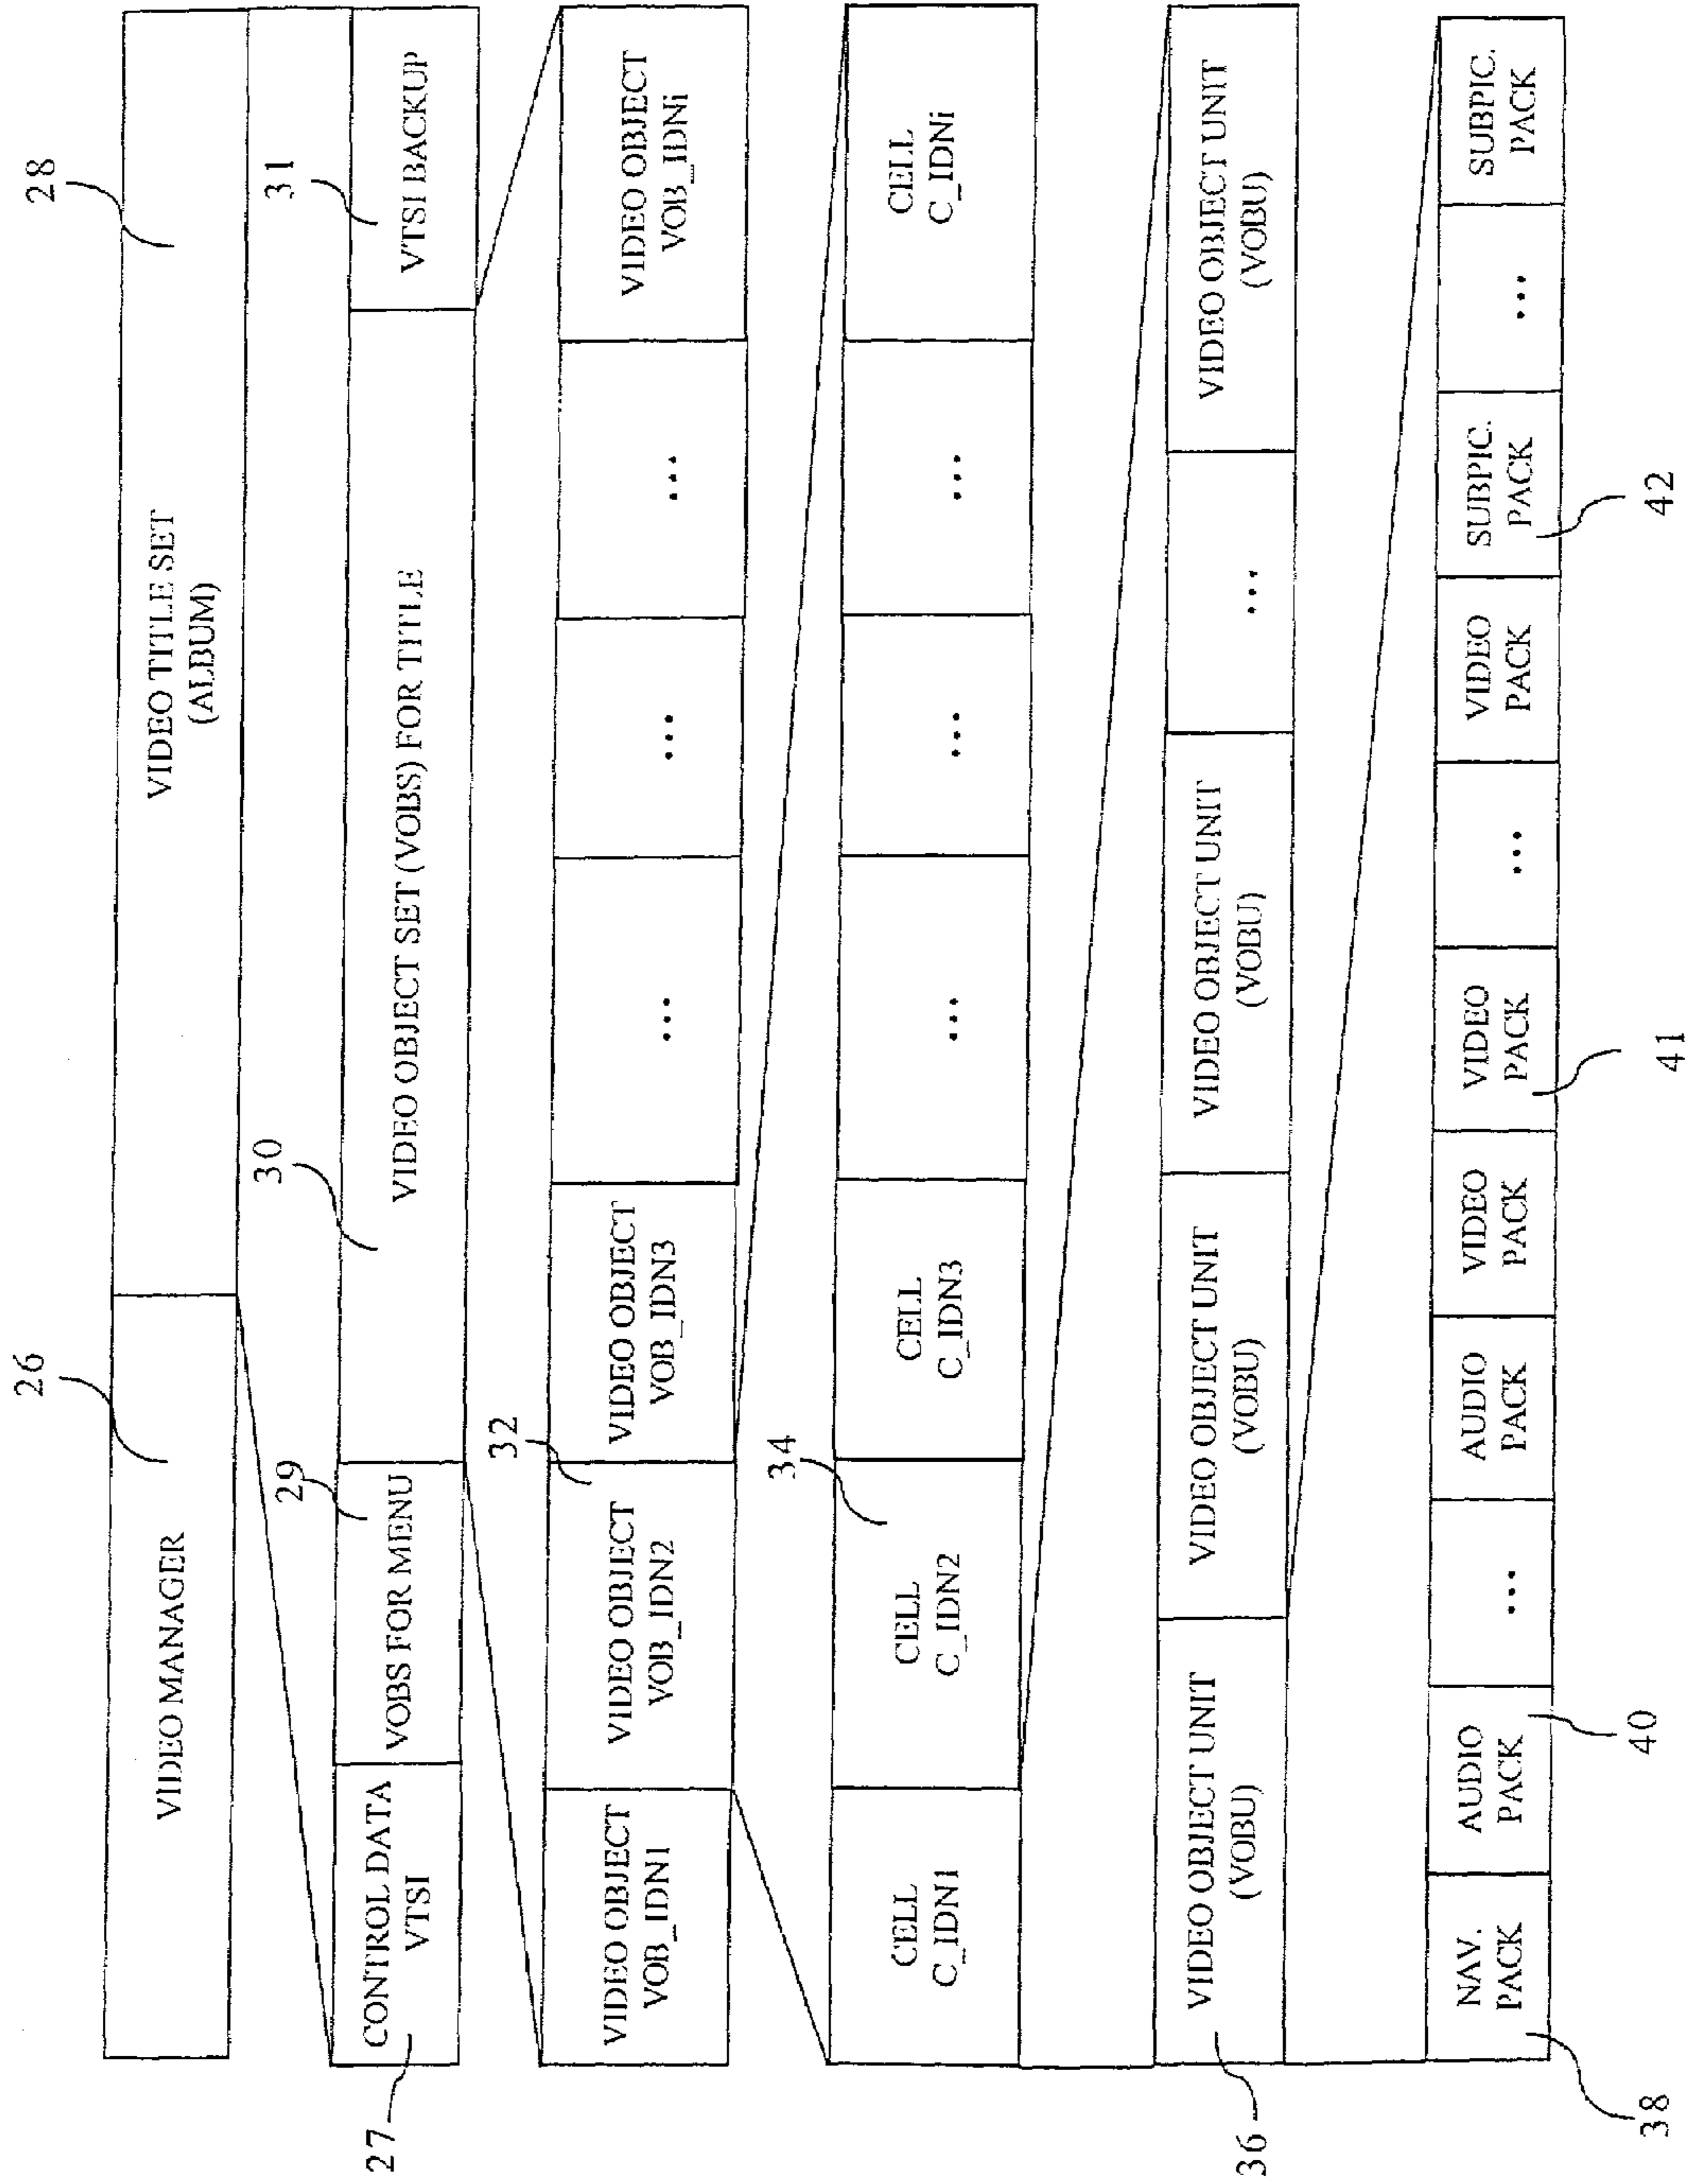 26
28
VIDEO MANAGER
VIDEO TITLE SET
(ALBUM)
27
29
30
31
CONTROL DATA
VTSI
VOBS FOR MENU
VIDEO OBJECT SET (VOBS) FOR TITLE
VTSI BACKUP
32
VIDEO OBJECT
VOB_IDN1
VIDEO OBJECT
VOB_IDN2
VIDEO OBJECT
VOB_IDN3
...
...
...
VIDEO OBJECT
VOB_IDNi
34
CELL
C_IDN1
CELL
C_IDN2
CELL
C_IDN3
...
...
...
CELL
C_IDNi
36
VIDEO OBJECT UNIT
(VOBU)
VIDEO OBJECT UNIT
(VOBU)
VIDEO OBJECT UNIT
(VOBU)
...
VIDEO OBJECT UNIT
(VOBU)
NAV.
PACK
AUDIO
PACK
...
AUDIO
PACK
VIDEO
PACK
VIDEO
PACK
...
VIDEO
PACK
SUBPIC.
PACK
...
SUBPIC.
PACK
38
40
41
42